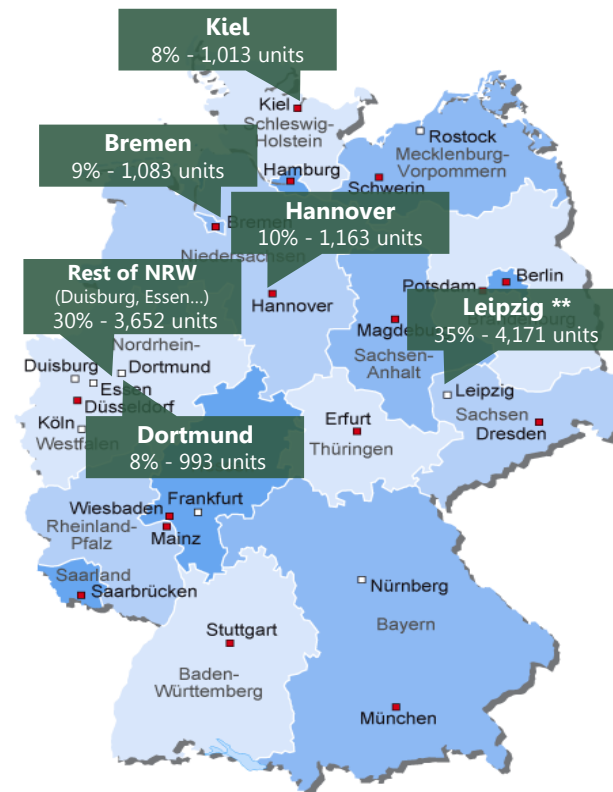 Kiel
8% - 1,013 units
Kiel
Schleswig-
Holstein
Rostock
Mecklenburg-
Vorpommern
Bremen
9% - 1,083 units
Hamburg
Schwerin
Bremen
Niedersachsen
Hannover
10% - 1,163 units
Hannover
Rest of NRW
(Duisburg, Essen...)
30% - 3,652 units
Potsdam
Berlin
Brandenburg
Leipzig **
35% - 4,171 units
Magdeburg
Sachsen-
Anhalt
Nordrhein-
Duisburg
Dortmund
Essen
Düsseldorf
Köln
Westfalen
Leipzig
Sachsen
Dresden
Dortmund
8% - 993 units
Erfurt
Thüringen
Wiesbaden
Frankfurt
Rheinland-
Pfalz
Mainz
Saarland
Saarbrücken
Nürnberg
Bayern
Stuttgart
Baden-
Württemberg
München